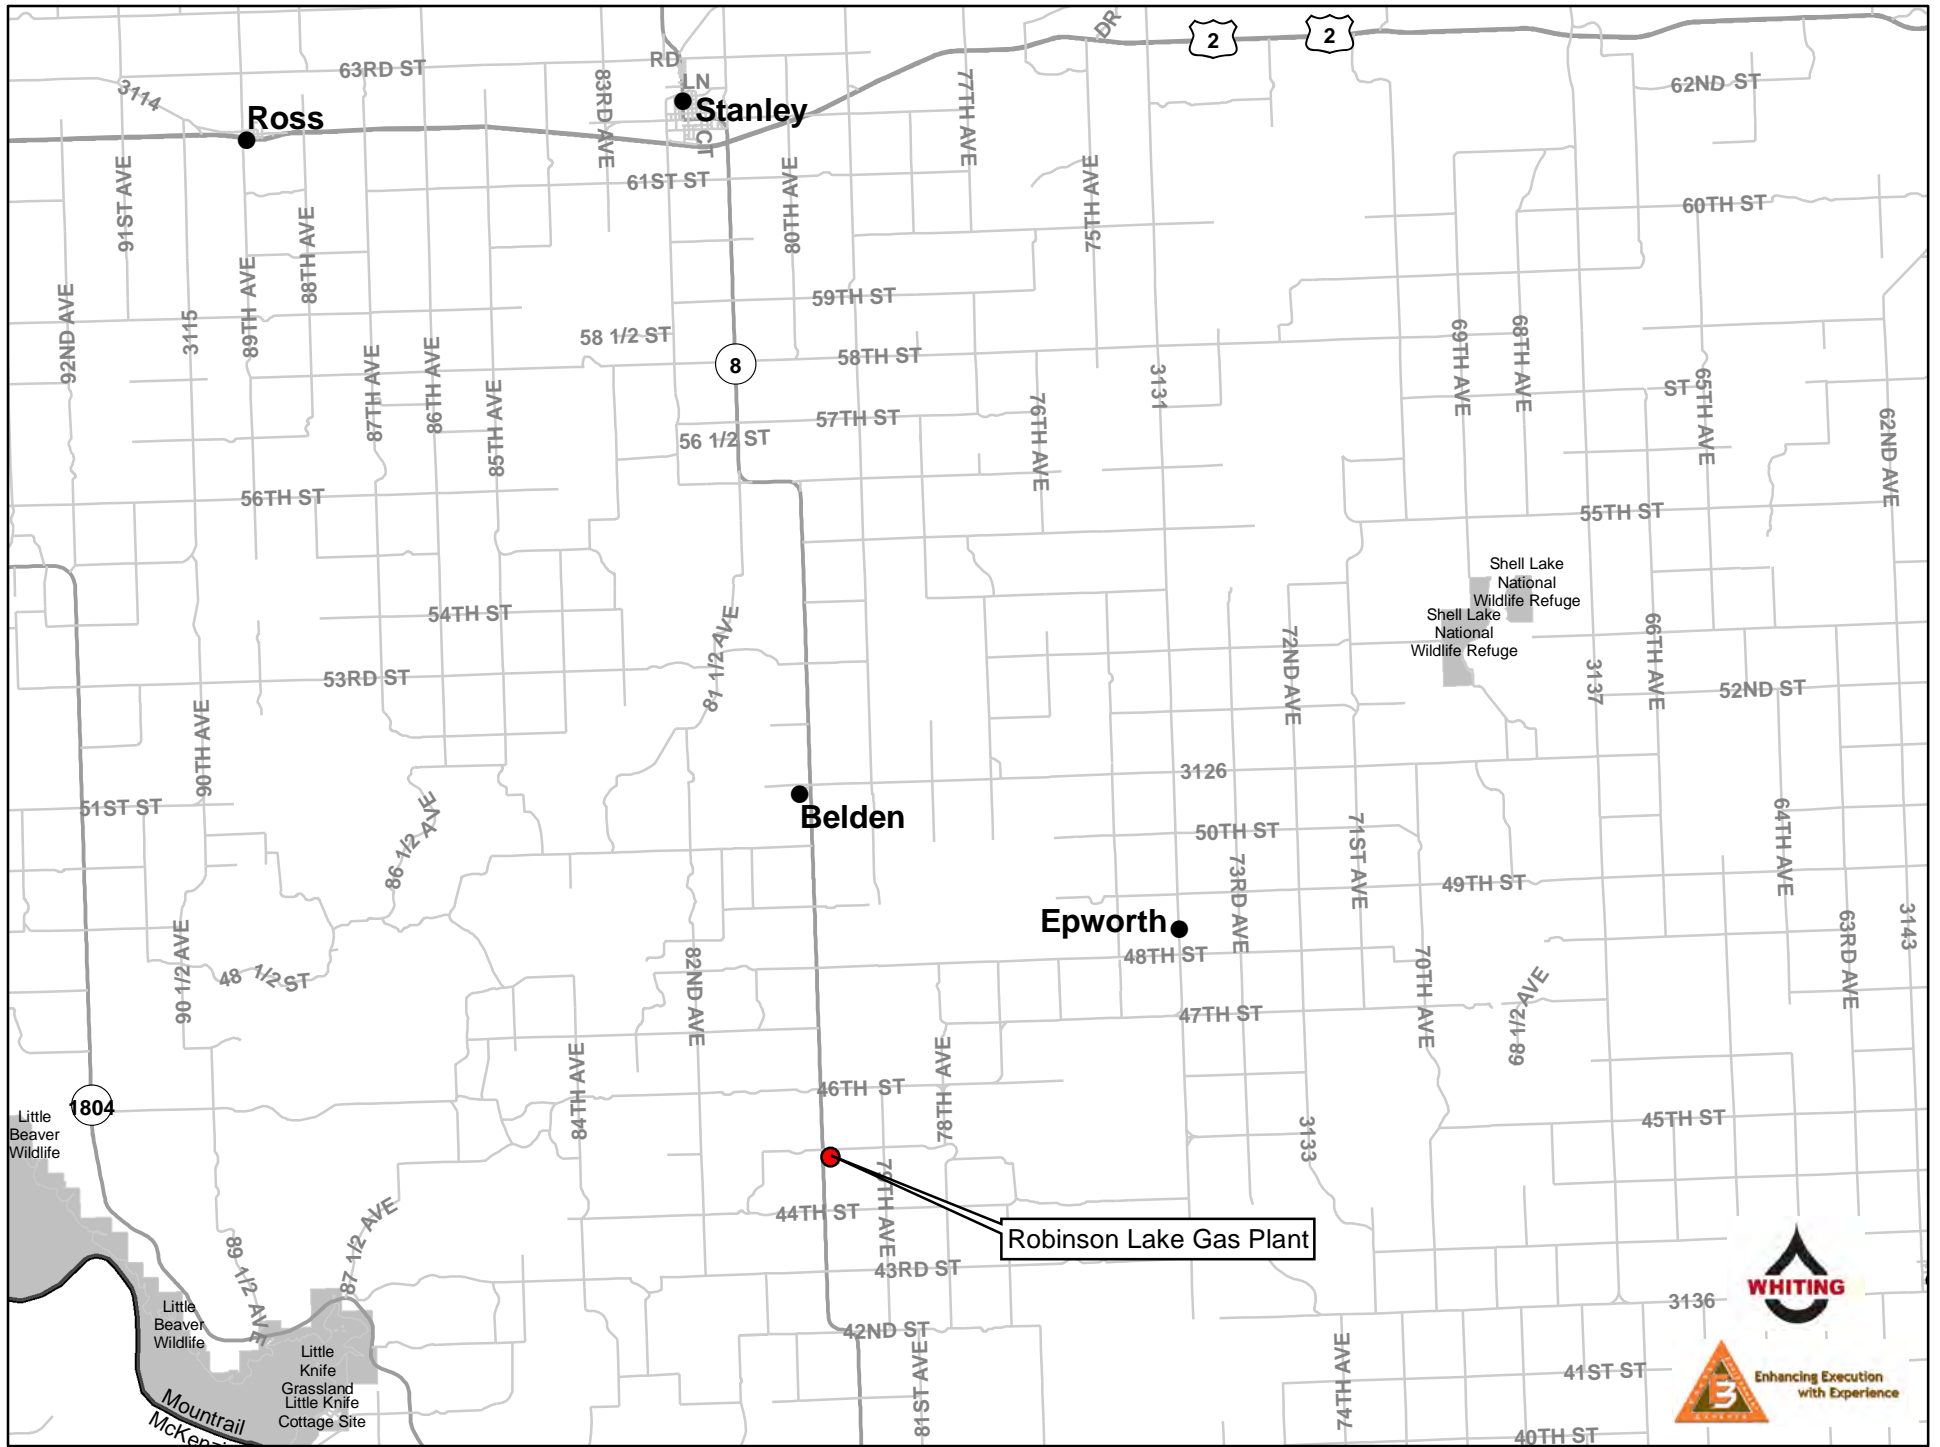 DR
2
2
RD
63RD ST
LN
62ND ST
3114
Ross
Stanley
83RD AVE
77TH AVE
CT
61ST ST
91ST AVE
88TH AVE
80TH AVE
75TH AVE
60TH ST
92ND AVE
3115
89TH AVE
59TH ST
58 1/2 ST
58TH ST
8
87TH AVE
86TH AVE
85TH AVE
3131
69TH AVE
68TH AVE
ST
65TH AVE
57TH ST
56 1/2 ST
76TH AVE
62ND AVE
56TH ST
55TH ST
Shell Lake
National
Wildlife Refuge
Shell Lake
National
Wildlife Refuge
54TH ST
81 1/2 AVE
72ND AVE
66TH AVE
53RD ST
3137
52ND ST
90TH AVE
3126
51ST ST
86 1/2 AVE
Belden
50TH ST
71ST AVE
64TH AVE
73RD AVE
49TH ST
Epworth
48TH ST
90 1/2 AVE
48 1/2 ST
82ND AVE
70TH AVE
68 1/2 AVE
63RD AVE
3143
47TH ST
84TH AVE
78TH AVE
46TH ST
1804
Little
Beaver
Wildlife
45TH ST
3133
79TH AVE
44TH ST
Robinson Lake Gas Plant
89 1/2 AVE
87 1/2 AVE
43RD ST
WHITING
3136
Little
Beaver
Wildlife
42ND ST
Little
Knife
Grassland
Little Knife
Cottage Site
81ST AVE
74TH AVE
41ST ST
E3
Enhancing Execution
with Experience
Mountrail
40TH ST